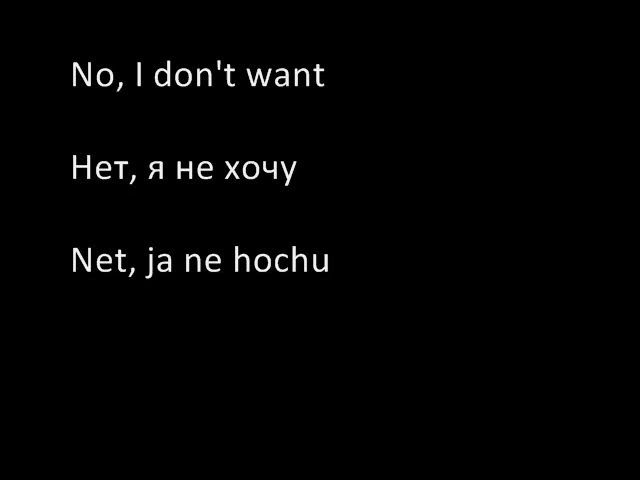 No, I don't want
Нет, я не хочу
Net, ja ne hochu